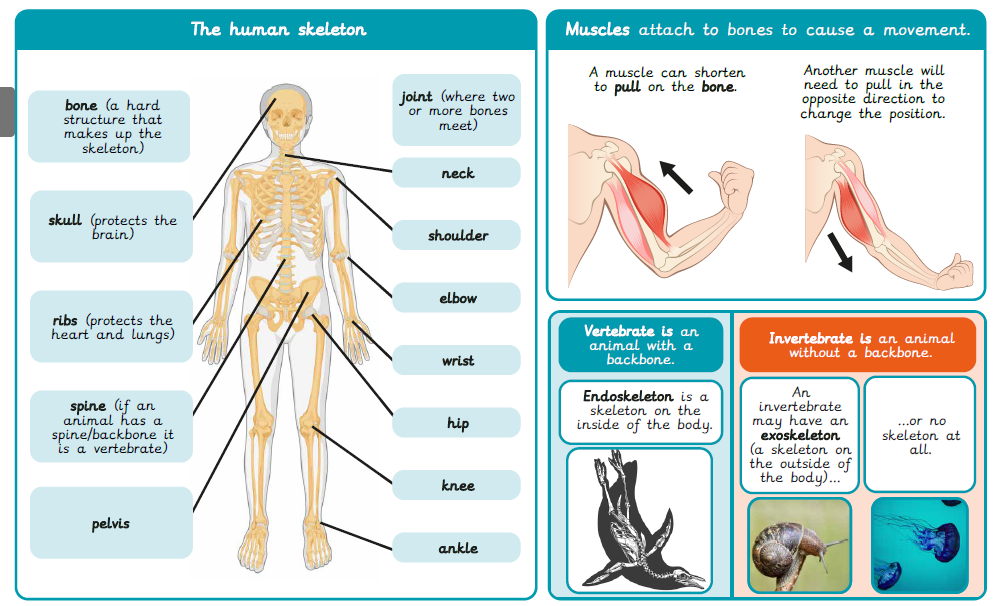 The human skeleton
bone (a hard
structure that
makes up the
skeleton)
skull (protects the
brain)
ribs (protects the
heart and lungs)
spine (if an
animal has a
spine/backbone it
is a vertebrate)
pelvis
joint (where two
or more bones
meet)
neck
shoulder
elbow
wrist
hip
knee
ankle
Muscles attach to bones to cause a movement.
A muscle can shorten
to pull on the bone.
Another muscle will
need to pull in the
opposite direction to
change the position.
Vertebrate is an
animal with a
backbone.
Endoskeleton is a
skeleton on the
inside of the body.
Invertebrate is an animal
without a backbone.
An
invertebrate
may have an
exoskeleton
(a skeleton on
the outside of
the body)...
...or no
skeleton at
all.